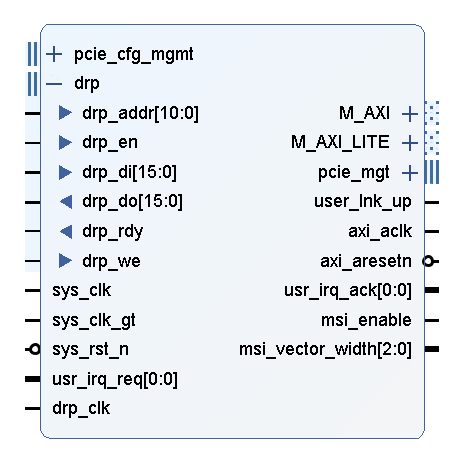 pcie_cfg_mgmt
drp
drp_addr[10:0]
drp_en
drp_di[15:0]
drp_do[15:0]
drp_rdy
drp_we
sys_clk
sys_clk_gt
sys_rst_n
usr_irq_req[0:0]
drp_clk
M_AXI
M_AXI_LITE
pcie_mgt
user_lnk_up
axi_aclk
axi_aresetn
usr_irq_ack[0:0]
msi_enable
msi_vector_width[2:0]